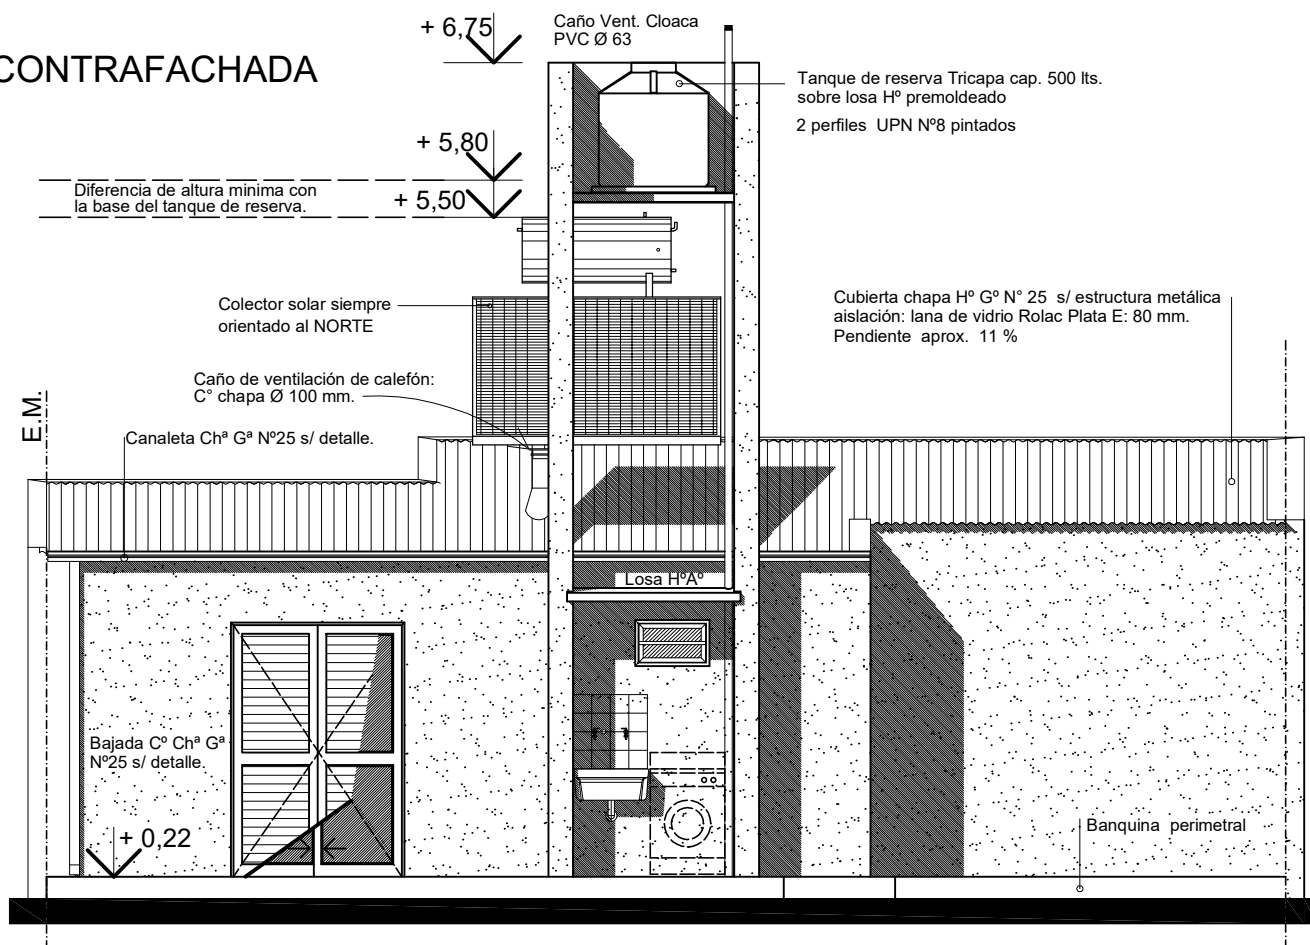 CONTRAFACHADA
+ 6,75
Caño Vent. Cloaca
PVC Ø 63
Tanque de reserva Tricapa cap. 500 lts.
sobre losa Hº premoldeado
2 perfiles UPN Nº8 pintados
+ 5,80
Diferencia de altura minima con
la base del tanque de reserva.
+ 5,50
Colector solar siempre
orientado al NORTE
Cubierta chapa Hº Gº N° 25 s/ estructura metálica
aislación: lana de vidrio Rolac Plata E: 80 mm.
Pendiente aprox. 11 %
Caño de ventilación de calefón:
C° chapa Ø 100 mm.
E.M.
Canaleta Chª Gª Nº25 s/ detalle.
Losa HºAº
Bajada Cº Chª Gª
Nº25 s/ detalle.
+ 0,22
Banquina perimetral